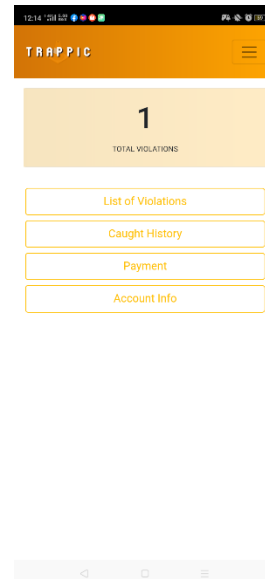 12:14
TRAPPIC
1
TOTAL VIOLATIONS
List of Violations
Caught History
Payment
Account Info